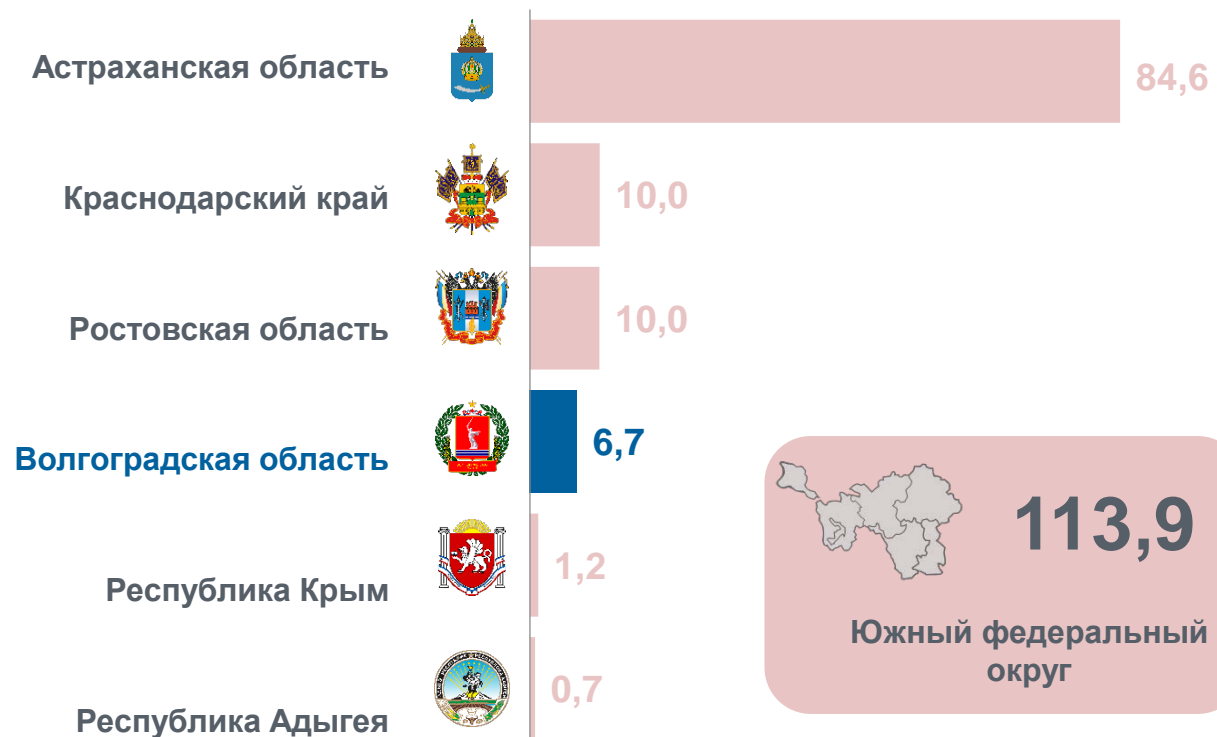 Астраханская область
84,6
Краснодарский край
10,0
Ростовская область
10,0
Волгоградская область
6,7
Республика Крым
1,2
Республика Адыгея
0,7
113,9
Южный федеральный
округ